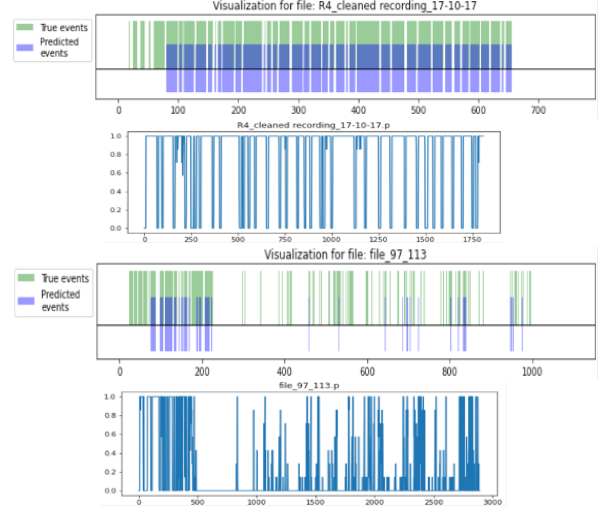 Visualization for file: R4_cleaned recording_17-10-17
True events
Predicted
events
0 100 200 300 400 500 600 700
R4_cleaned recording_17-10-17.p
1.0
0.8
0.6
0.4
0.2
0.0
0 250 500 750 1000 1250 1500 1750
Visualization for file: file_97_113
True events
Predicted
events
0 200 400 600 800 1000
file_97_113.p
1.0
0.8
0.6
0.4
0.2
0.0
0 500 1000 1500 2000 2500 3000